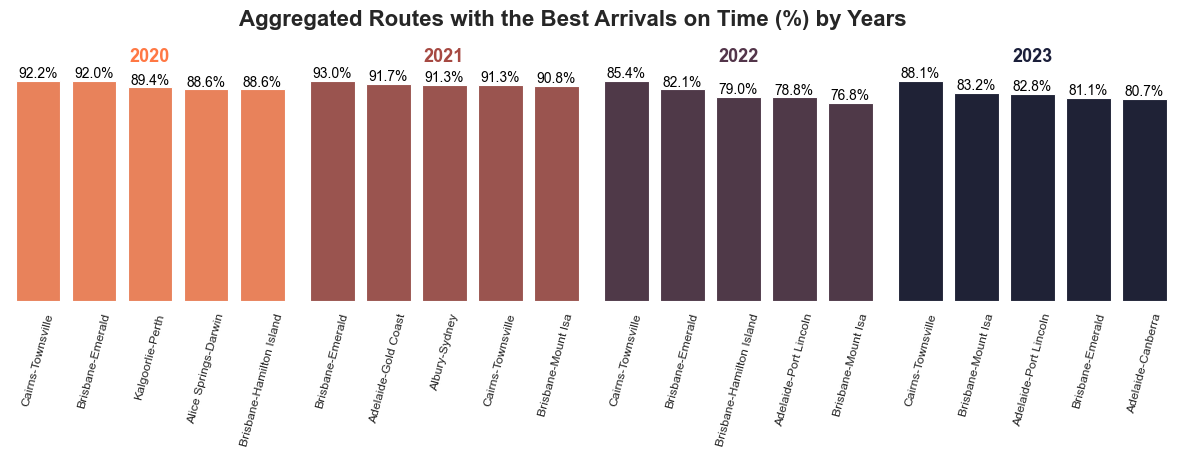 Aggregated Routes with the Best Arrivals on Time (%) by Years
2020
92.2%
92.0%
89.4%
88.6%
88.6%
Cairns-Townsville
Brisbane-Emerald
Kalgoorlie-Perth
Alice Springs-Darwin
Brisbane-Hamilton Island
2021
93.0%
91.7%
91.3%
91.3%
90.8%
Brisbane-Emerald
Adelaide-Gold Coast
Albury-Sydney
Cairns-Townsville
Brisbane-Mount Isa
2022
85.4%
82.1%
79.0%
78.8%
76.8%
Cairns-Townsville
Brisbane-Emerald
Brisbane-Hamilton Island
Adelaide-Port Lincoln
Brisbane-Mount Isa
2023
88.1%
83.2%
82.8%
81.1%
80.7%
Cairns-Townsville
Brisbane-Mount Isa
Adelaide-Port Lincoln
Brisbane-Emerald
Adelaide-Canberra